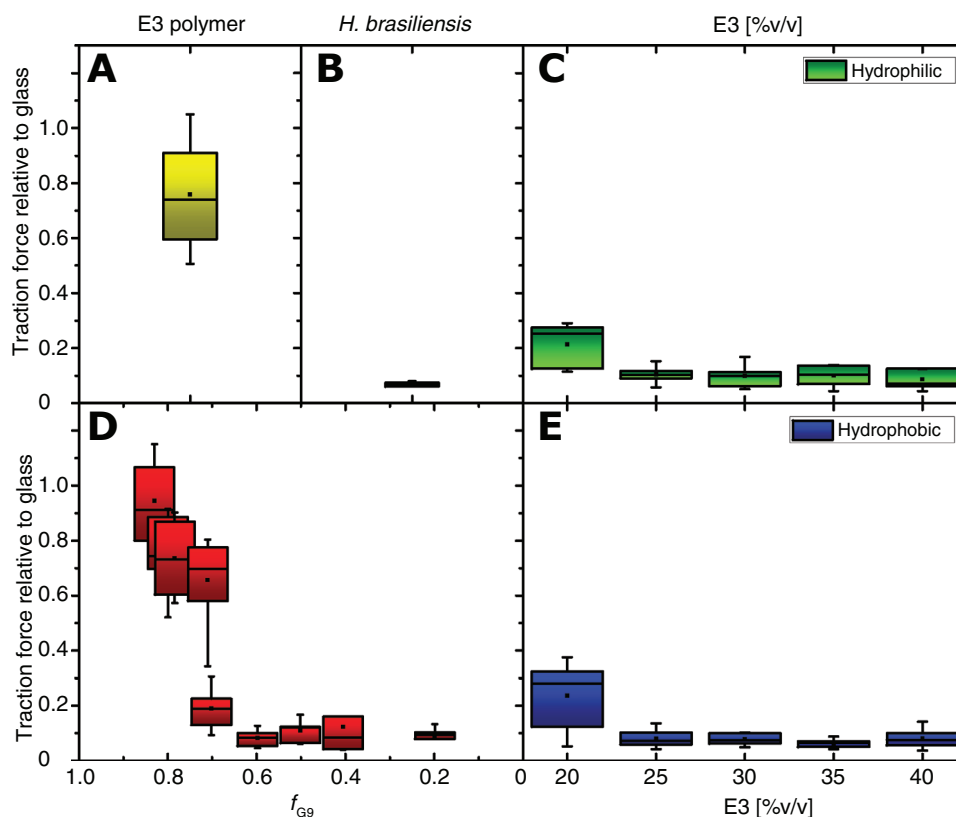 E3 polymer
H. brasiliensis
E3 [%v/v]
A
B
C
Hydrophilic
Traction force relative to glass
1.0
0.8
0.6
0.4
0.2
0
D
E
Hydrophobic
Traction force relative to glass
1.0
0.8
0.6
0.4
0.2
0
1.0 0.8 0.6 0.4 0.2 0 20 25 30 35 40
fG9
E3 [%v/v]